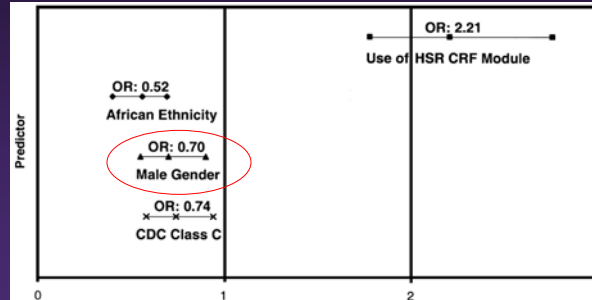 OR: 2.21
Use of HSR CRF Module
OR: 0.52
African Ethnicity
Predictor
OR: 0.70
Male Gender
OR: 0.74
CDC Class C
0 1 2